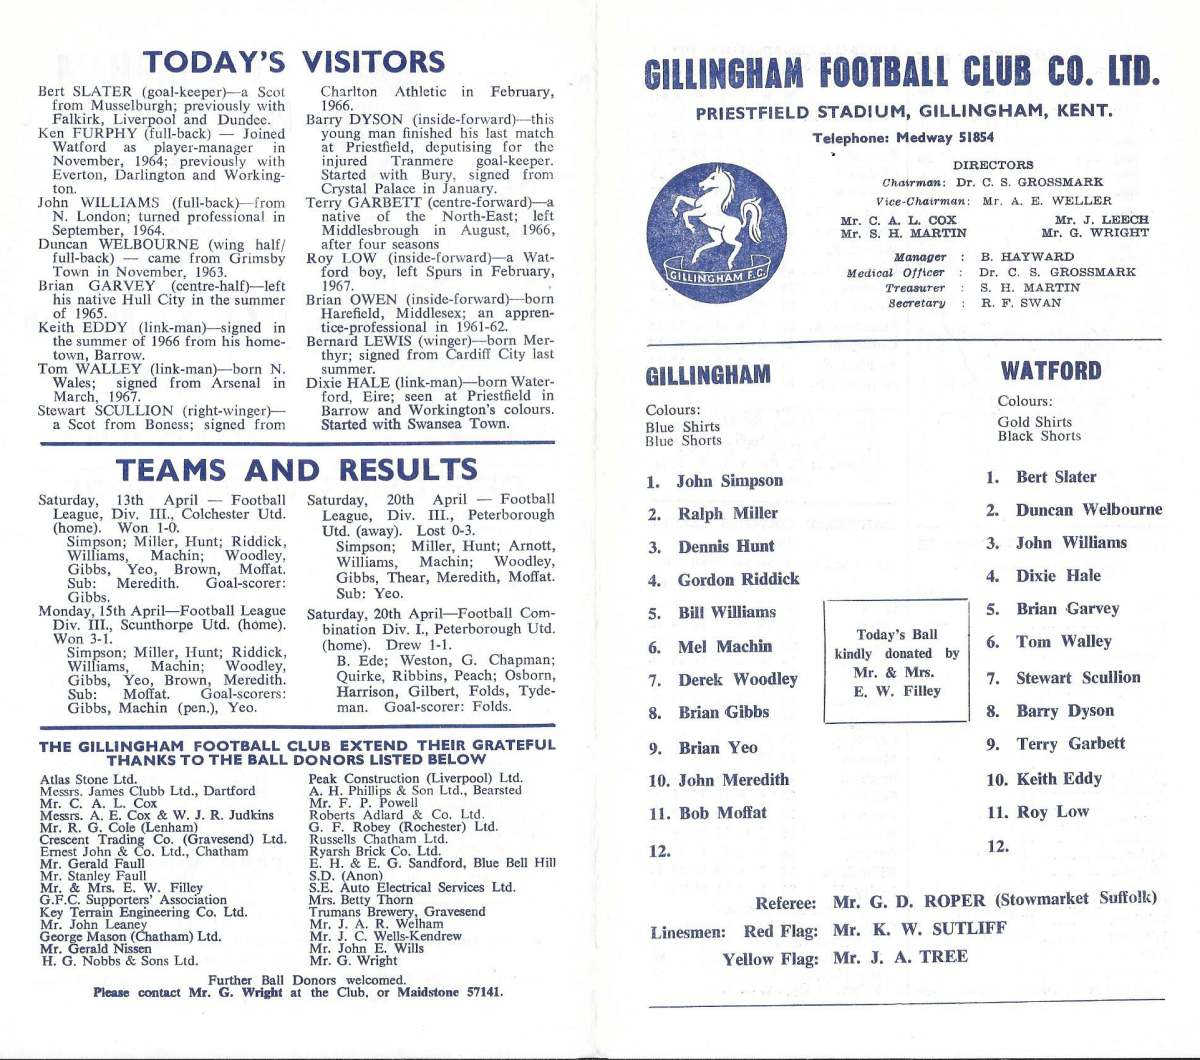 TODAY'S VISITORS
Bert SLATER (goal-keeper)—a Scot
from Musselburgh; previously with
Falkirk, Liverpool and Dundee.
Ken FURPHY (full-back) — Joined
Watford as player-manager in
November, 1964; previously with
Everton, Darlington and Working-
ton.
John WILLIAMS (full-back)—from
N. London; turned professional in
September, 1964.
Duncan WELBOURNE (wing half/
full-back) — came from Grimsby
Town in November, 1963.
Brian GARVEY (centre-half)—left
his native Hull City in the summer
of 1965.
Keith EDDY (link-man)—signed in
the summer of 1966 from his home-
town, Barrow.
Tom WALLEY (link-man)—born N.
Wales; signed from Arsenal in
March, 1967.
Stewart SCULLION (right-winger)—
a Scot from Boness; signed from
Charlton Athletic in February,
1966.
Barry DYSON (inside-forward)—this
young man finished his last match
at Priestfield, deputising for the
injured Tranmere goal-keeper.
Started with Bury, signed from
Crystal Palace in January.
Terry GARBETT (centre-forward)—a
native of the North-East; left
Middlesbrough in August, 1966,
after four seasons
Roy LOW (inside-forward)—a Wat-
ford boy, left Spurs in February,
1967.
Brian OWEN (inside-forward)—born
Harefield, Middlesex; an appren-
tice-professional in 1961-62.
Bernard LEWIS (winger)—born Mer-
thyr; signed from Cardiff City last
summer.
Dixie HALE (link-man)—born Water-
ford, Eire; seen at Priestfield in
Barrow and Workington's colours.
Started with Swansea Town.
TEAMS AND RESULTS
Saturday, 13th April — Football
League, Div. III., Colchester Utd.
(home). Won 1-0.
Simpson; Miller, Hunt; Riddick,
Williams, Machin; Woodley,
Gibbs, Yeo, Brown, Moffat.
Sub: Meredith. Goal-scorer:
Gibbs.
Monday, 15th April—Football League
Div. III., Scunthorpe Utd. (home).
Won 3-1.
Simpson; Miller, Hunt; Riddick,
Williams, Machin; Woodley,
Gibbs, Yeo, Brown, Meredith.
Sub: Moffat. Goal-scorers:
Gibbs, Machin (pen.), Yeo.
Saturday, 20th April — Football
League, Div. III., Peterborough
Utd. (away). Lost 0-3.
Simpson; Miller, Hunt; Arnott,
Williams, Machin; Woodley,
Gibbs, Thear, Meredith, Moffat.
Sub: Yeo.
Saturday, 20th April—Football Com-
bination Div. I., Peterborough Utd.
(home). Drew 1-1.
B. Ede; Weston, G. Chapman;
Quirke, Ribbins, Peach; Osborn,
Harrison, Gilbert, Folds, Tyde-
man. Goal-scorer: Folds.
THE GILLINGHAM FOOTBALL CLUB EXTEND THEIR GRATEFUL
THANKS TO THE BALL DONORS LISTED BELOW
Atlas Stone Ltd.
Messrs. James Clubb Ltd., Dartford
Mr. C. A. L. Cox
Messrs. A. E. Cox & W. J. R. Judkins
Mr. R. G. Cole (Lenham)
Crescent Trading Co. (Gravesend) Ltd.
Ernest John & Co. Ltd., Chatham
Mr. Gerald Faull
Mr. Stanley Faull
Mr. & Mrs. E. W. Filley
G.F.C. Supporters' Association
Key Terrain Engineering Co. Ltd.
Mr. John Leaney
George Mason (Chatham) Ltd.
Mr. Gerald Nissen
H. G. Nobbs & Sons Ltd.
Peak Construction (Liverpool) Ltd.
A. H. Phillips & Son Ltd., Bearsted
Mr. F. P. Powell
Roberts Adlard & Co. Ltd.
G. F. Robey (Rochester) Ltd.
Russells Chatham Ltd.
Ryarsh Brick Co. Ltd.
E. H. & E. G. Sandford, Blue Bell Hill
S.D. (Anon)
S.E. Auto Electrical Services Ltd.
Mrs. Betty Thorn
Trumans Brewery, Gravesend
Mr. J. A. R. Welham
Mr. J. C. Wells-Kendrew
Mr. John E. Wills
Mr. G. Wright
Further Ball Donors welcomed.
Please contact Mr. G. Wright at the Club, or Maidstone 57141.
GILLINGHAM FOOTBALL CLUB CO. LTD.
PRIESTFIELD STADIUM, GILLINGHAM, KENT.
Telephone: Medway 51854
GILLINGHAM F.C.
DIRECTORS
Chairman: Dr. C. S. GROSSMARK
Vice-Chairman: Mr. A. E. WELLER
Mr. C. A. L. COX Mr. J. LEECH
Mr. S. H. MARTIN Mr. G. WRIGHT
Manager : B. HAYWARD
Medical Officer : Dr. C. S. GROSSMARK
Treasurer : S. H. MARTIN
Secretary : R. F. SWAN
GILLINGHAM
Colours:
Blue Shirts
Blue Shorts
1. John Simpson
2. Ralph Miller
3. Dennis Hunt
4. Gordon Riddick
5. Bill Williams
6. Mel Machin
7. Derek Woodley
8. Brian Gibbs
9. Brian Yeo
10. John Meredith
11. Bob Moffat
12.
Today's Ball
kindly donated by
Mr. & Mrs.
E. W. Filley
WATFORD
Colours:
Gold Shirts
Black Shorts
1. Bert Slater
2. Duncan Welbourne
3. John Williams
4. Dixie Hale
5. Brian Garvey
6. Tom Walley
7. Stewart Scullion
8. Barry Dyson
9. Terry Garbett
10. Keith Eddy
11. Roy Low
12.
Referee: Mr. G. D. ROPER (Stowmarket Suffolk)
Linesmen: Red Flag: Mr. K. W. SUTLIFF
Yellow Flag: Mr. J. A. TREE